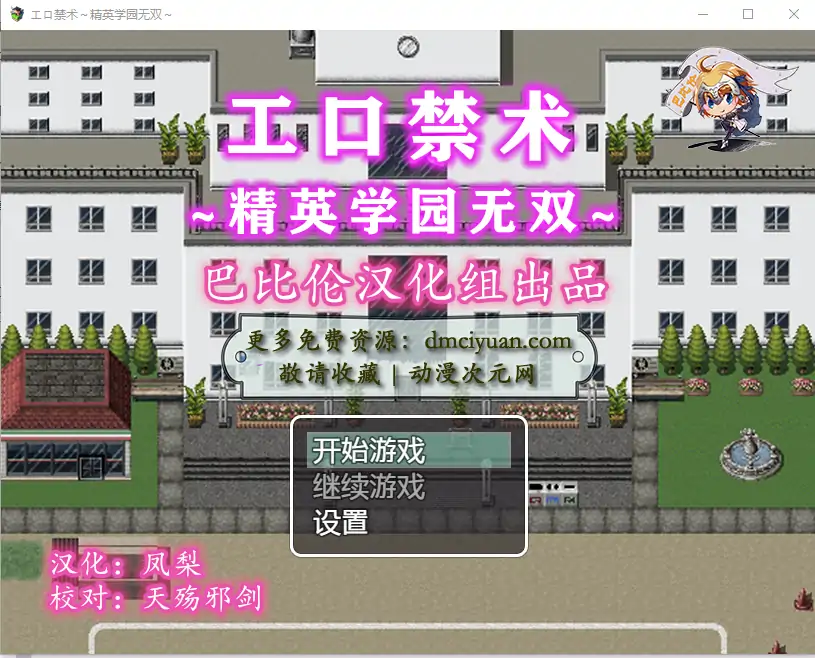 工口禁术~精英学园无双~
工口禁术
~精英学园无双~
巴比伦汉化组出品
更多免费资源：dmciyuan.com
敬请收藏 | 动漫次元网
开始游戏
继续游戏
设置
汉化：凤梨
校对：天殇邪剑